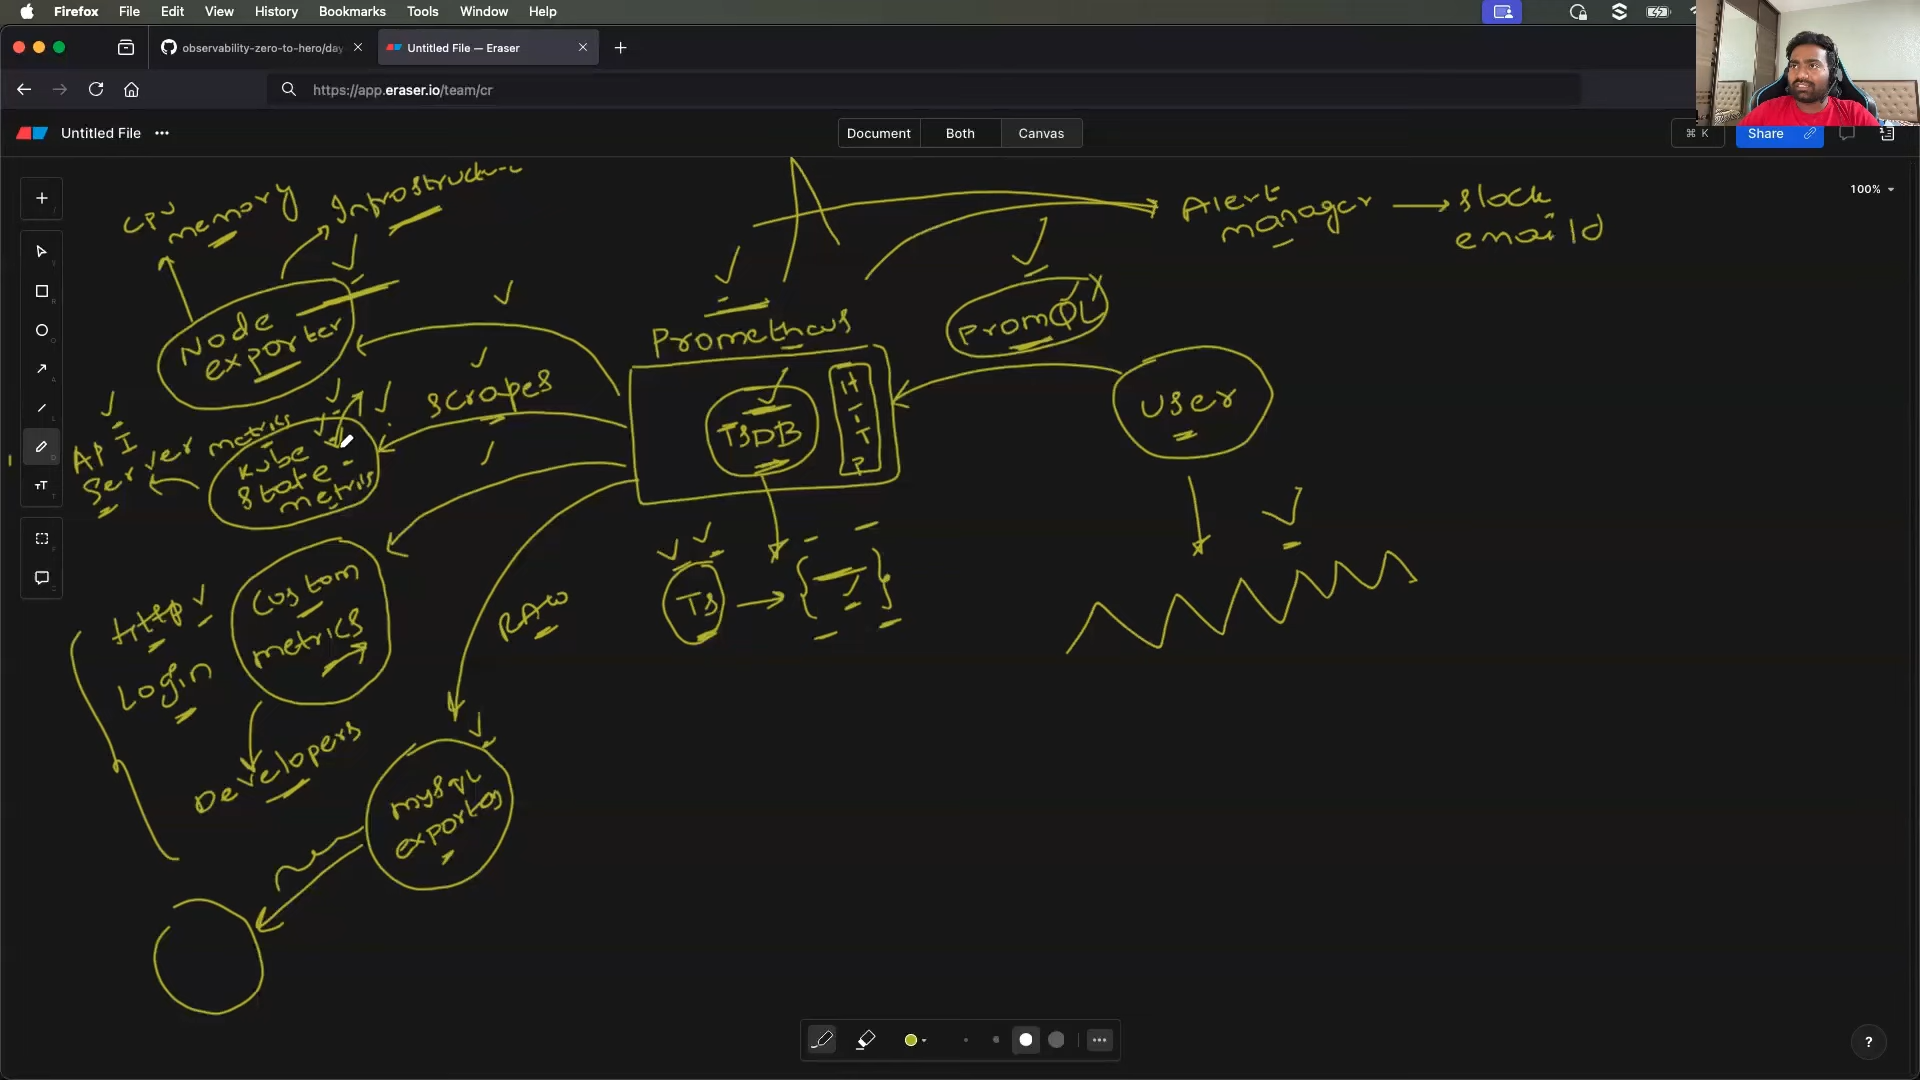 Firefox File Edit View History Bookmarks Tools Window Help
observability-zero-to-hero/day
Untitled File — Eraser
https://app.eraser.io/team/cr
Untitled File
Document Both Canvas
⌘ K
Share
100%
CPU
memory
Infrastructure
Alert
manager
slack
email Id
Node
exporter
Prometheus
PromQL
scrapes
API
Server metrics
Kube
state
metrics
TSDB
HTTP
User
Custom
metrics
Http
Login
Developers
RAW
TS
mysql
exporter
?